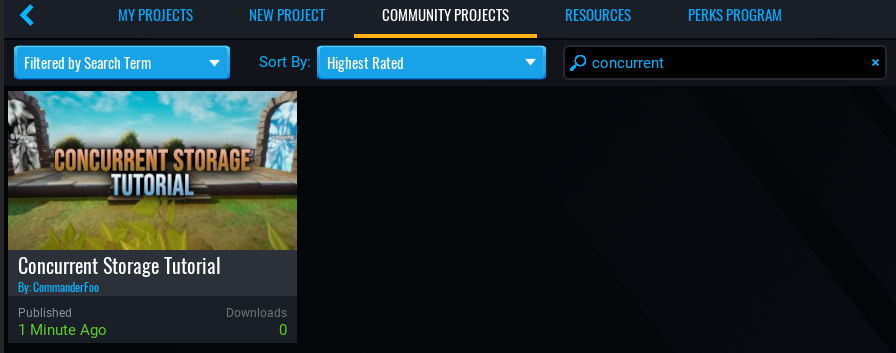 MY PROJECTS
NEW PROJECT
COMMUNITY PROJECTS
RESOURCES
PERKS PROGRAM
Filtered by Search Term
Sort By:
Highest Rated
concurrent
CONCURRENT STORAGE
TUTORIAL
Concurrent Storage Tutorial
By: CommanderFoo
Published
Downloads
1 Minute Ago
0